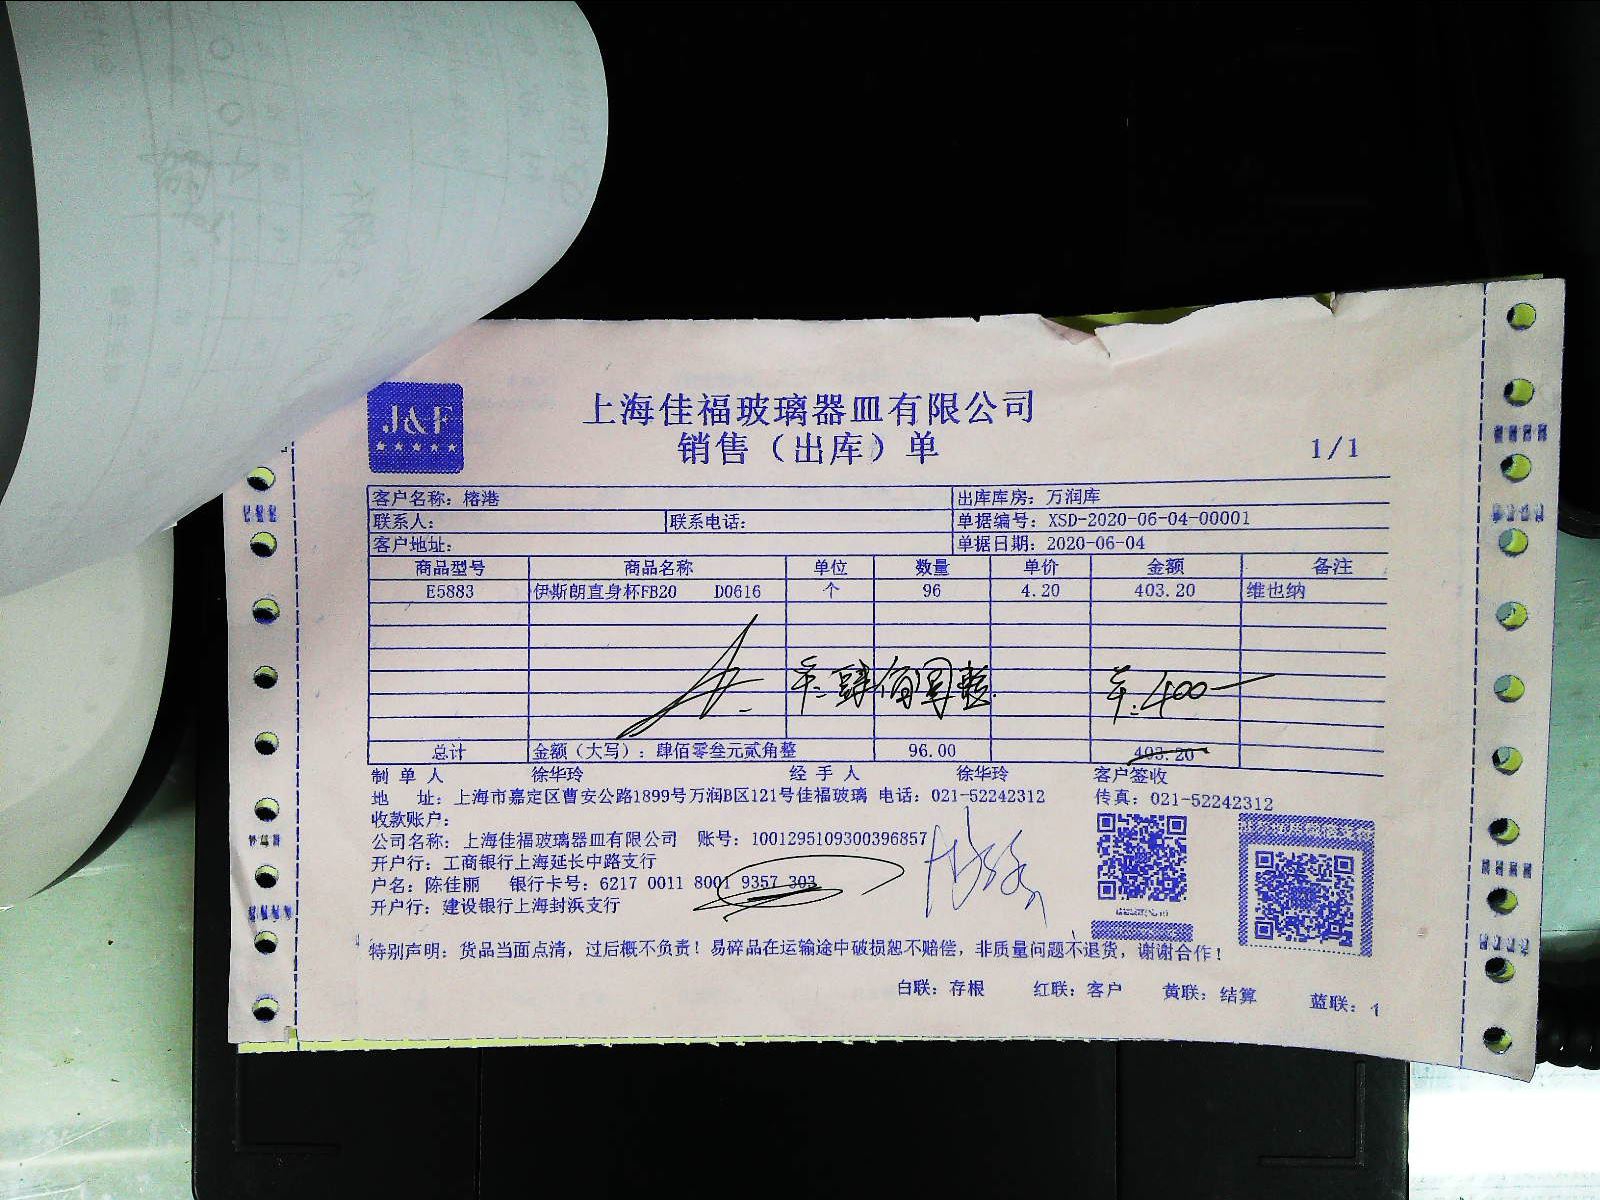 J&F
上海佳福玻璃器皿有限公司
销售（出库）单 1/1
客户名称：榕港 出库库房：万润库
联系人： 联系电话： 单据编号：XSD-2020-06-04-00001
客户地址： 单据日期：2020-06-04
商品型号 商品名称 单位 数量 单价 金额 备注
E5883 伊斯朗直身杯FB20 D0616 个 96 4.20 403.20 维也纳
平：肆佰圆整 平：400
总计 金额（大写）：肆佰零叁元贰角整 96.00 403.20
制单人 徐华玲 经手人 徐华玲 客户签收
地 址：上海市嘉定区曹安公路1899号万润B区121号佳福玻璃 电话：021-52242312 传真：021-52242312
收款账户：
公司名称：上海佳福玻璃器皿有限公司 账号：1001295109300396857
开户行：工商银行上海延长中路支行
户名：陈佳丽 银行卡号：6217 0011 8001 9357 303
开户行：建设银行上海封浜支行
特别声明：货品当面点清，过后概不负责！易碎品在运输途中破损恕不赔偿，非质量问题不退货，谢谢合作！
白联：存根 红联：客户 黄联：结算 蓝联：